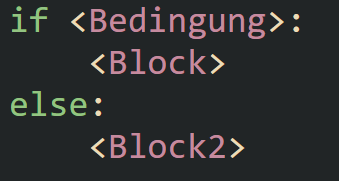 if <Bedingung>:
    <Block>
else:
    <Block2>